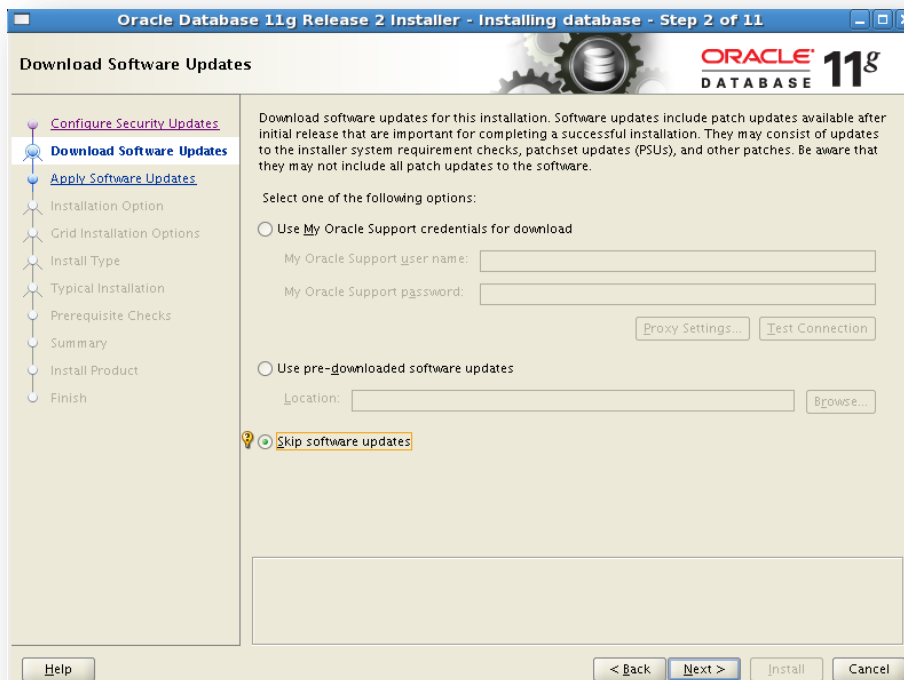 Oracle Database 11g Release 2 Installer - Installing database - Step 2 of 11
Download Software Updates
ORACLE
DATABASE
11g
Configure Security Updates
Download Software Updates
Apply Software Updates
Installation Option
Grid Installation Options
Install Type
Typical Installation
Prerequisite Checks
Summary
Install Product
Finish
Download software updates for this installation. Software updates include patch updates available after
initial release that are important for completing a successful installation. They may consist of updates
to the installer system requirement checks, patchset updates (PSUs), and other patches. Be aware that
they may not include all patch updates to the software.
Select one of the following options:
Use My Oracle Support credentials for download
My Oracle Support user name:
My Oracle Support password:
Proxy Settings... Test Connection
Use pre-downloaded software updates
Location: Browse...
Skip software updates
Help < Back Next > Install Cancel